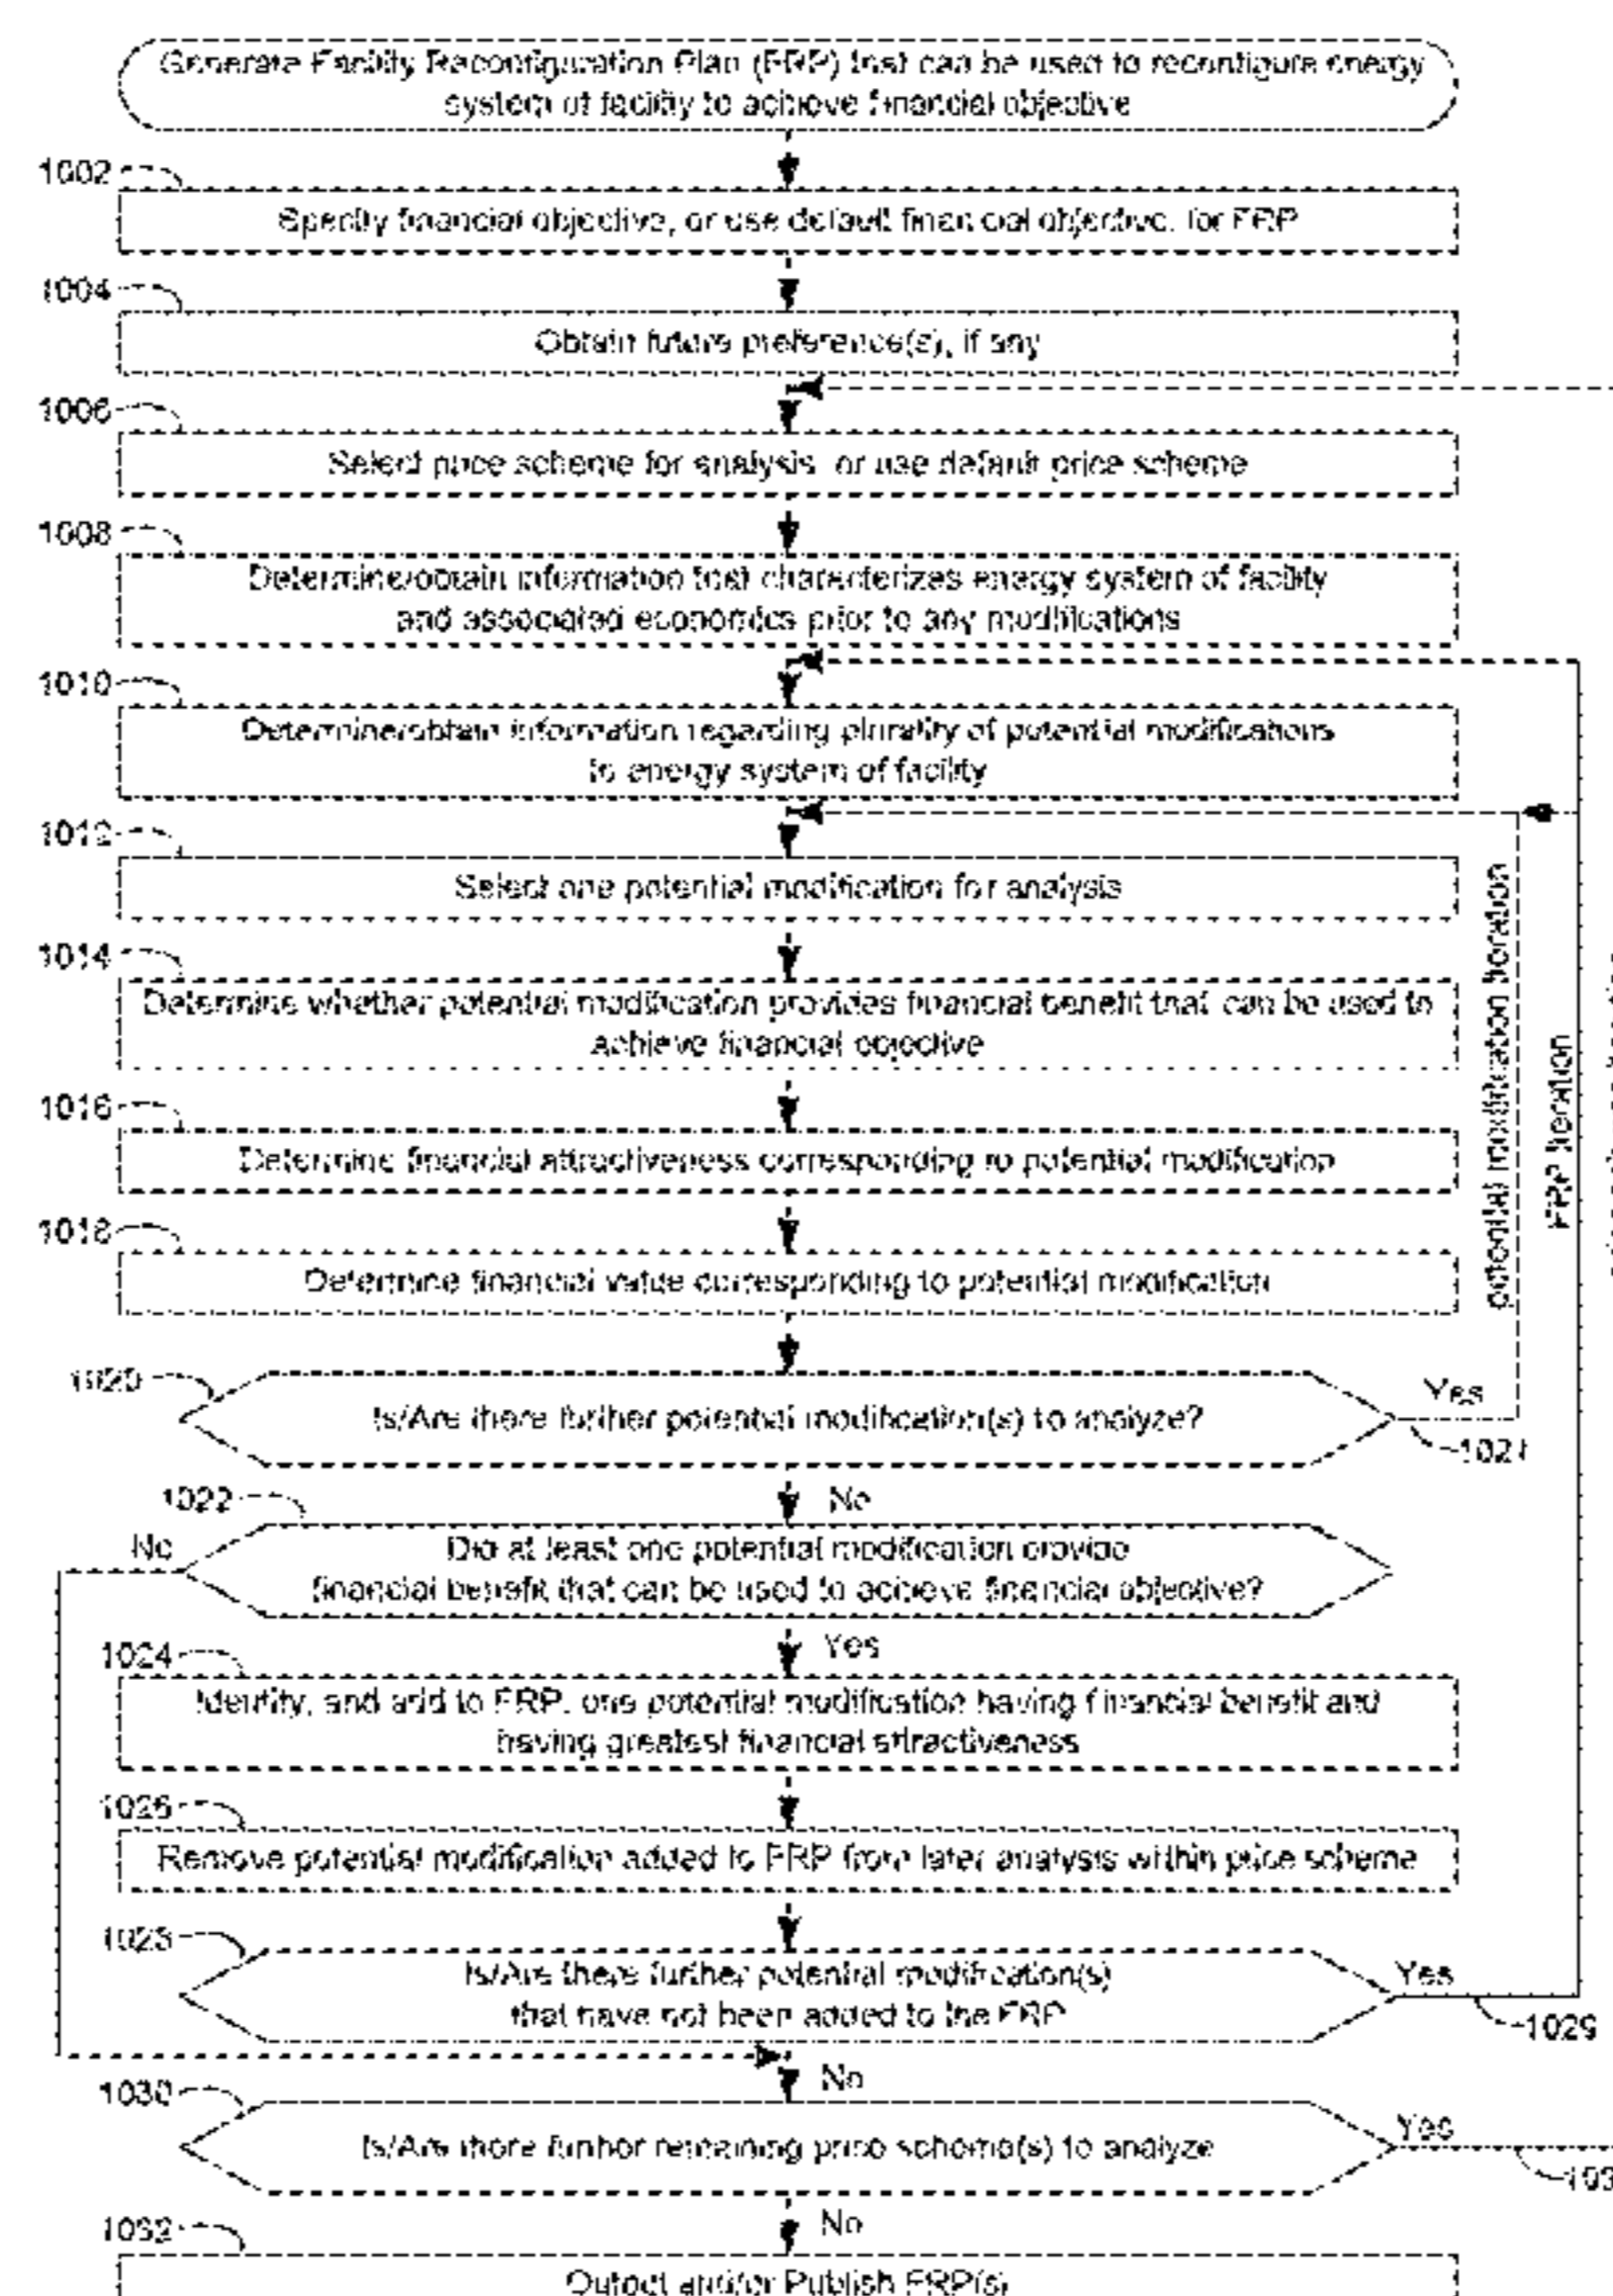 Generate Facility Reconfiguration Plan (FRP) that can be used to reconfigure energy
system of facility to achieve financial objective
1002
Specify financial objective, or use default financial objective, for FRP
1004
Obtain future preference(s), if any
1006
Select price scheme for analysis or use default price scheme
1008
Determine/obtain information that characterizes energy system of facility
and associated economics prior to any modifications
1010
Determine/obtain information regarding plurality of potential modifications
to energy system of facility
1012
Select one potential modification for analysis
1014
Determine whether potential modification provides financial benefit that can be used to
achieve financial objective
1016
Determine financial attractiveness corresponding to potential modification
1018
Determine financial value corresponding to potential modification
potential modification iteration
FRP iteration
1020
Is/Are there further potential modification(s) to analyze?
Yes
1021
No
1022
No
Did at least one potential modification provide
financial benefit that can be used to achieve financial objective?
Yes
1024
Identify, and add to FRP, one potential modification having financial benefit and
having greatest financial attractiveness
1026
Remove potential modification added to FRP from later analysis within price scheme
1028
Is/Are there further potential modification(s)
that have not been added to the FRP
Yes
1029
No
1030
Is/Are there further remaining price scheme(s) to analyze
Yes
103
No
1032
Output and/or Publish FRP(s)